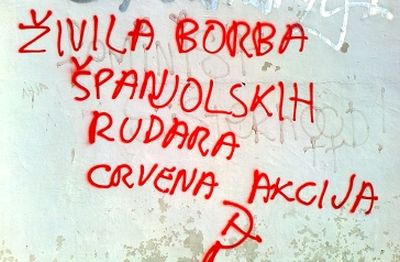 ŽIVILA BORBA
ŠPANJOLSKIH
RUDARA
CRVENA AKCIJA